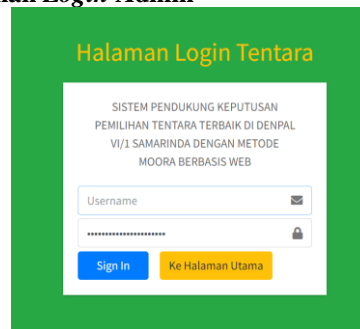 Halaman Login Tentara
SISTEM PENDUKUNG KEPUTUSAN
PEMILIHAN TENTARA TERBAIK DI DENPAL
VI/1 SAMARINDA DENGAN METODE
MOORA BERBASIS WEB
Username
Sign In
Ke Halaman Utama